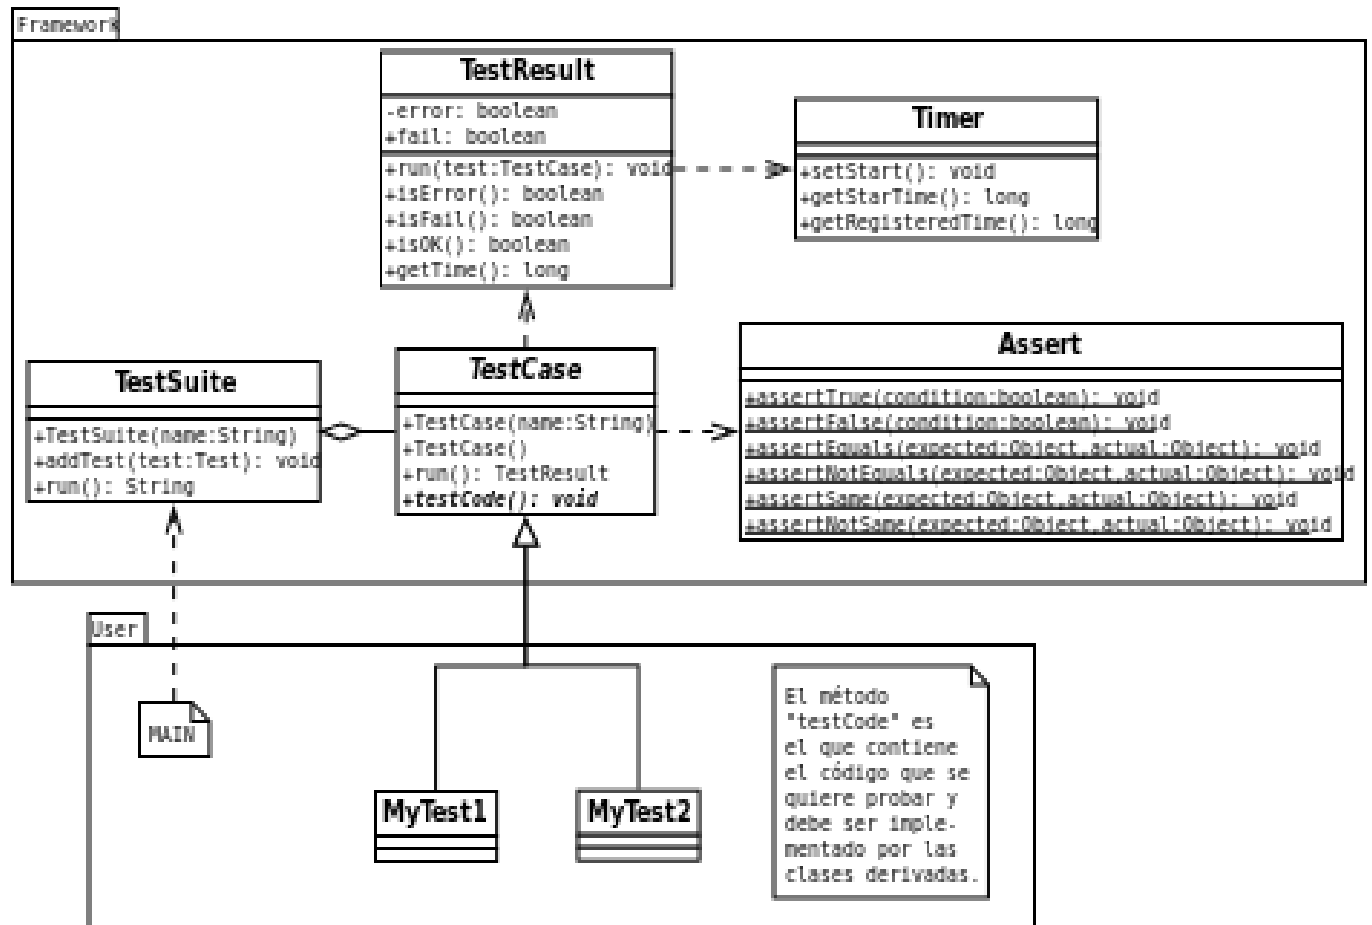 Framework
TestResult
-error: boolean
+fail: boolean
+run(test:TestCase): void
+isError(): boolean
+isFail(): boolean
+isOK(): boolean
+getTime(): long
Timer
+setStart(): void
+getStarTime(): long
+getRegisteredTime(): long
TestSuite
+TestSuite(name:String)
+addTest(test:Test): void
+run(): String
TestCase
+TestCase(name:String)
+TestCase()
+run(): TestResult
+testCode(): void
Assert
+assertTrue(condition:boolean): void
+assertFalse(condition:boolean): void
+assertEquals(expected:Object,actual:Object): void
+assertNotEquals(expected:Object,actual:Object): void
+assertSame(expected:Object,actual:Object): void
+assertNotSame(expected:Object,actual:Object): void
User
MAIN
MyTest1
MyTest2
El método
"testCode" es
el que contiene
el código que se
quiere probar y
debe ser imple-
mentado por las
clases derivadas.